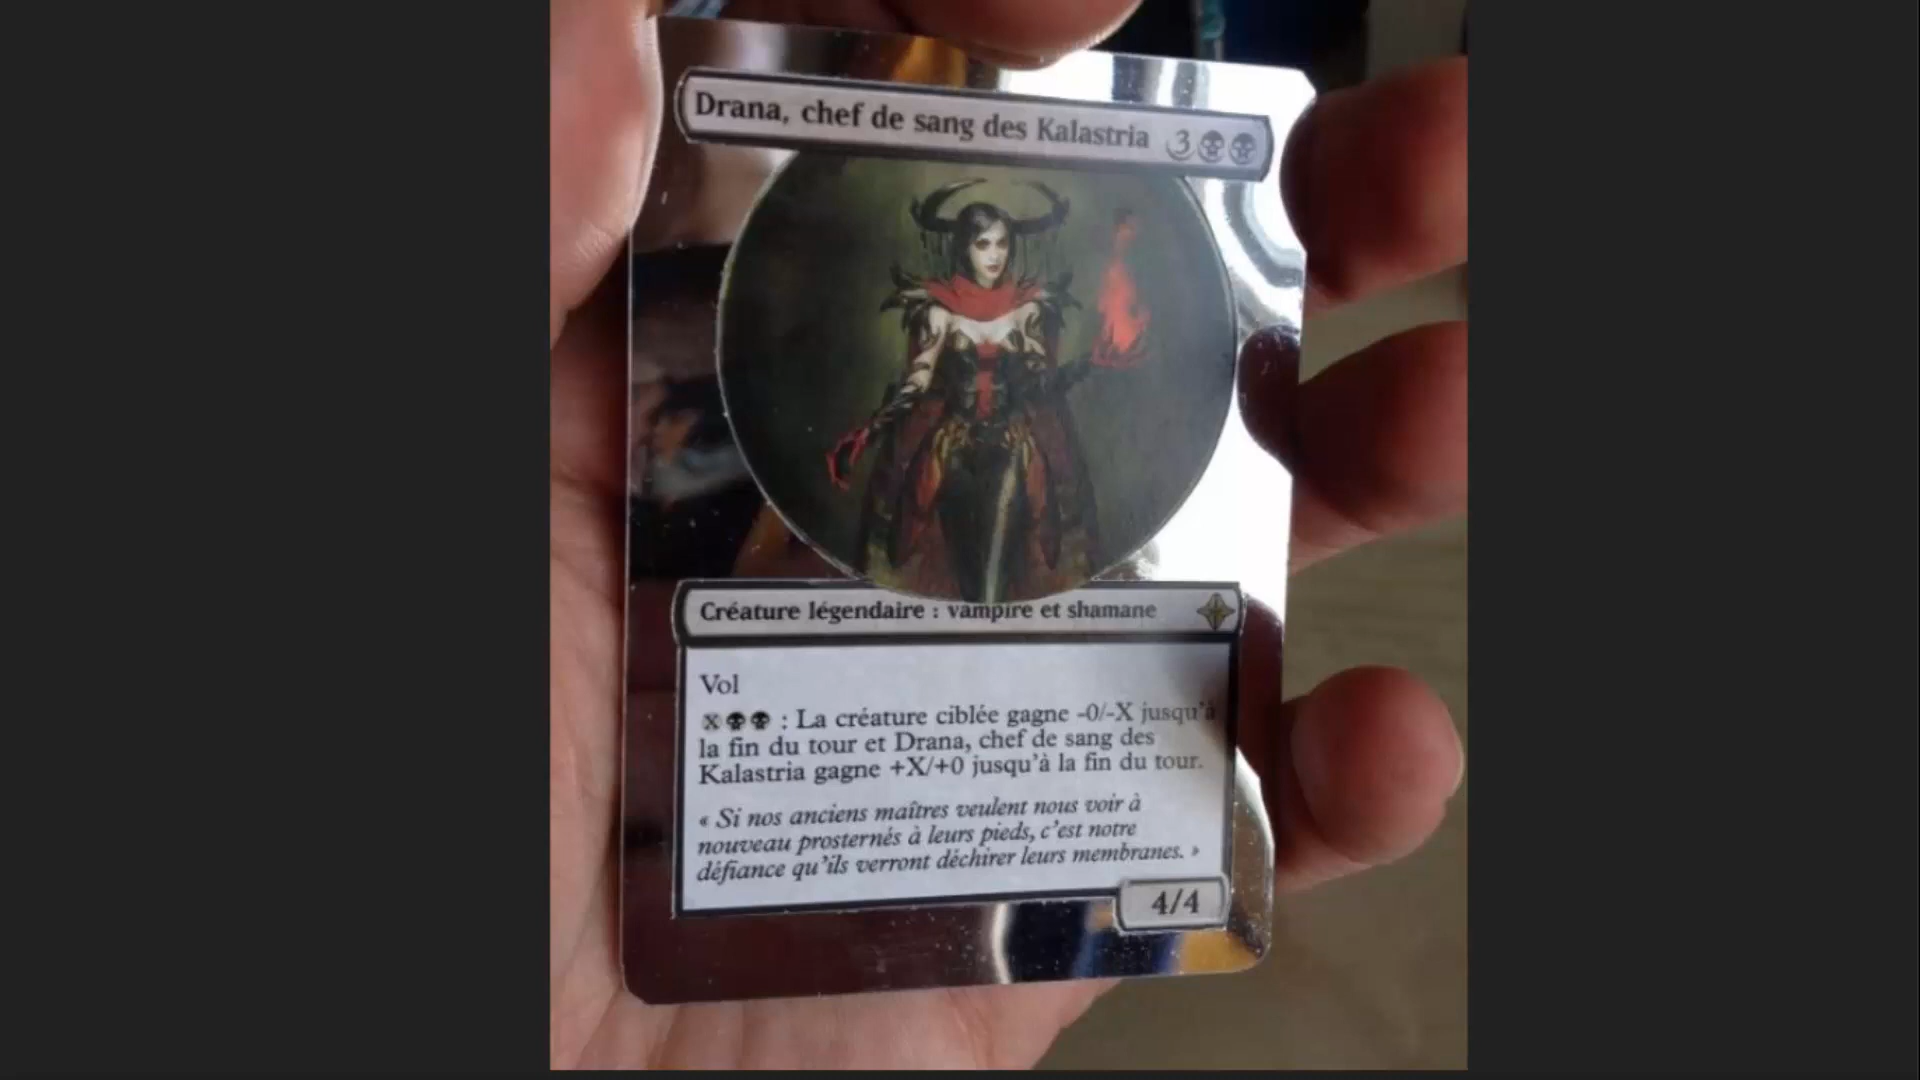 Drana, chef de sang des Kalastria 3
Créature légendaire : vampire et shamane
Vol
X : La créature ciblée gagne -0/-X jusqu'à
la fin du tour et Drana, chef de sang des
Kalastria gagne +X/+0 jusqu'à la fin du tour.
« Si nos anciens maîtres veulent nous voir à
nouveau prosternés à leurs pieds, c'est notre
défiance qu'ils verront déchirer leurs membranes. »
4/4